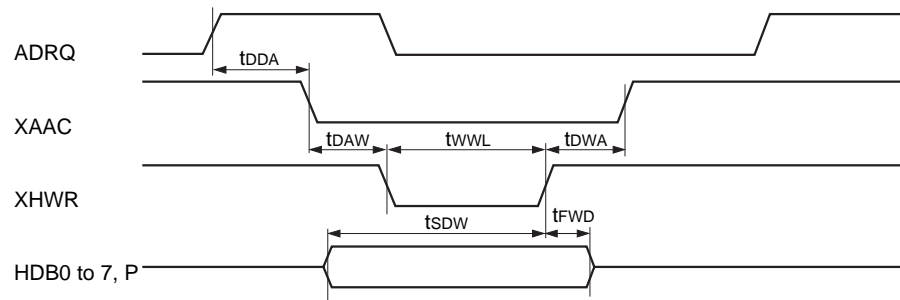 ADRQ
tDDA
XAAC
tDAW tWWL tDWA
XHWR
tSDW tFWD
HDB0 to 7, P